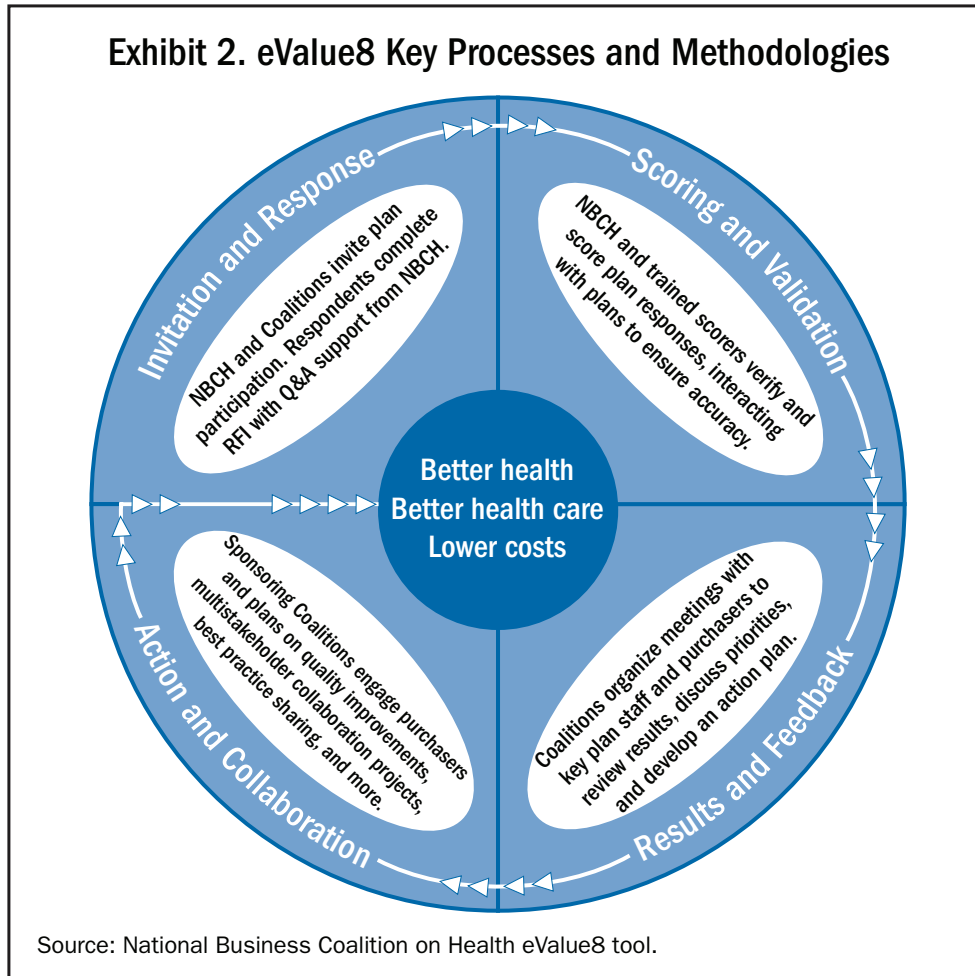 Exhibit 2. eValue8 Key Processes and Methodologies
Invitation and Response
NBCH and Coalitions invite plan
participation. Respondents complete
RFI with Q&A support from NBCH.
Scoring and Validation
NBCH and trained scorers verify and
score plan responses, interacting
with plans to ensure accuracy.
Better health
Better health care
Lower costs
Results and Feedback
Coalitions organize meetings with
key plan staff and purchasers to
review results, discuss priorities,
and develop an action plan.
Action and Collaboration
Sponsoring Coalitions engage purchasers
and plans on quality improvements,
multistakeholder collaboration projects,
best practice sharing, and more.
Source: National Business Coalition on Health eValue8 tool.